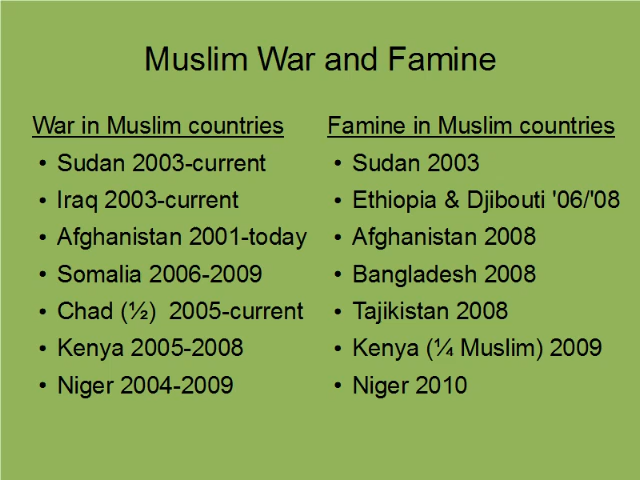 Muslim War and Famine
War in Muslim countries
• Sudan 2003-current
• Iraq 2003-current
• Afghanistan 2001-today
• Somalia 2006-2009
• Chad (½)  2005-current
• Kenya 2005-2008
• Niger 2004-2009
Famine in Muslim countries
• Sudan 2003
• Ethiopia & Djibouti '06/'08
• Afghanistan 2008
• Bangladesh 2008
• Tajikistan 2008
• Kenya (¼ Muslim) 2009
• Niger 2010